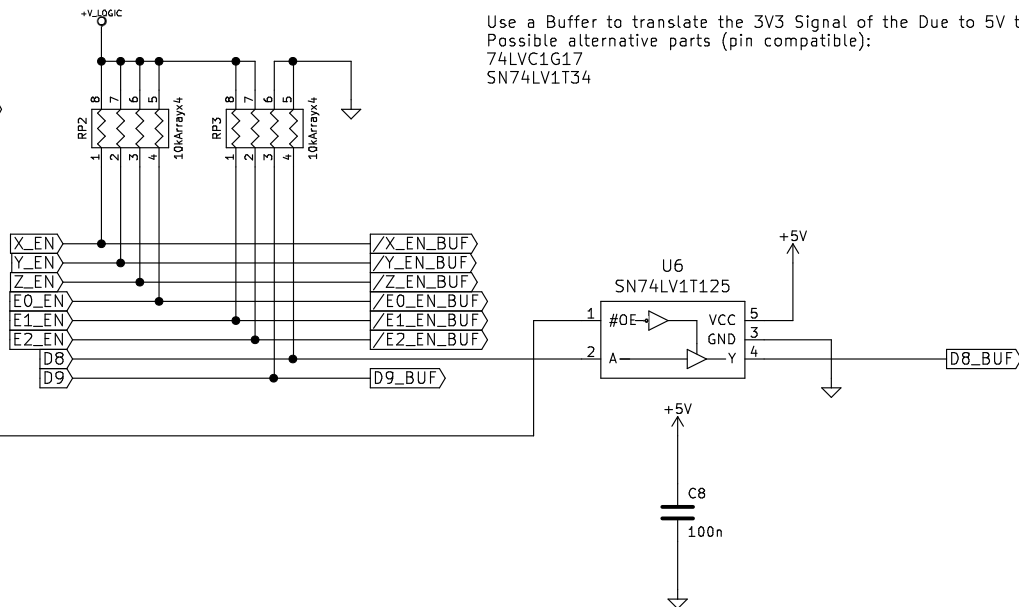 +V_LOGIC
Use a Buffer to translate the 3V3 Signal of the Due to 5V t
Possible alternative parts (pin compatible):
74LVC1G17
SN74LV1T34
8 7 6 5
RP2
10kArrayx4
1 2 3 4
8 7 6 5
RP3
10kArrayx4
1 2 3 4
X_EN /X_EN_BUF
Y_EN /Y_EN_BUF
Z_EN /Z_EN_BUF
E0_EN /E0_EN_BUF
E1_EN /E1_EN_BUF
E2_EN /E2_EN_BUF
D8
D9 D9_BUF
+5V
U6
SN74LV1T125
1 #OE VCC 5
GND 3
2 A Y 4
D8_BUF
+5V
C8
100n